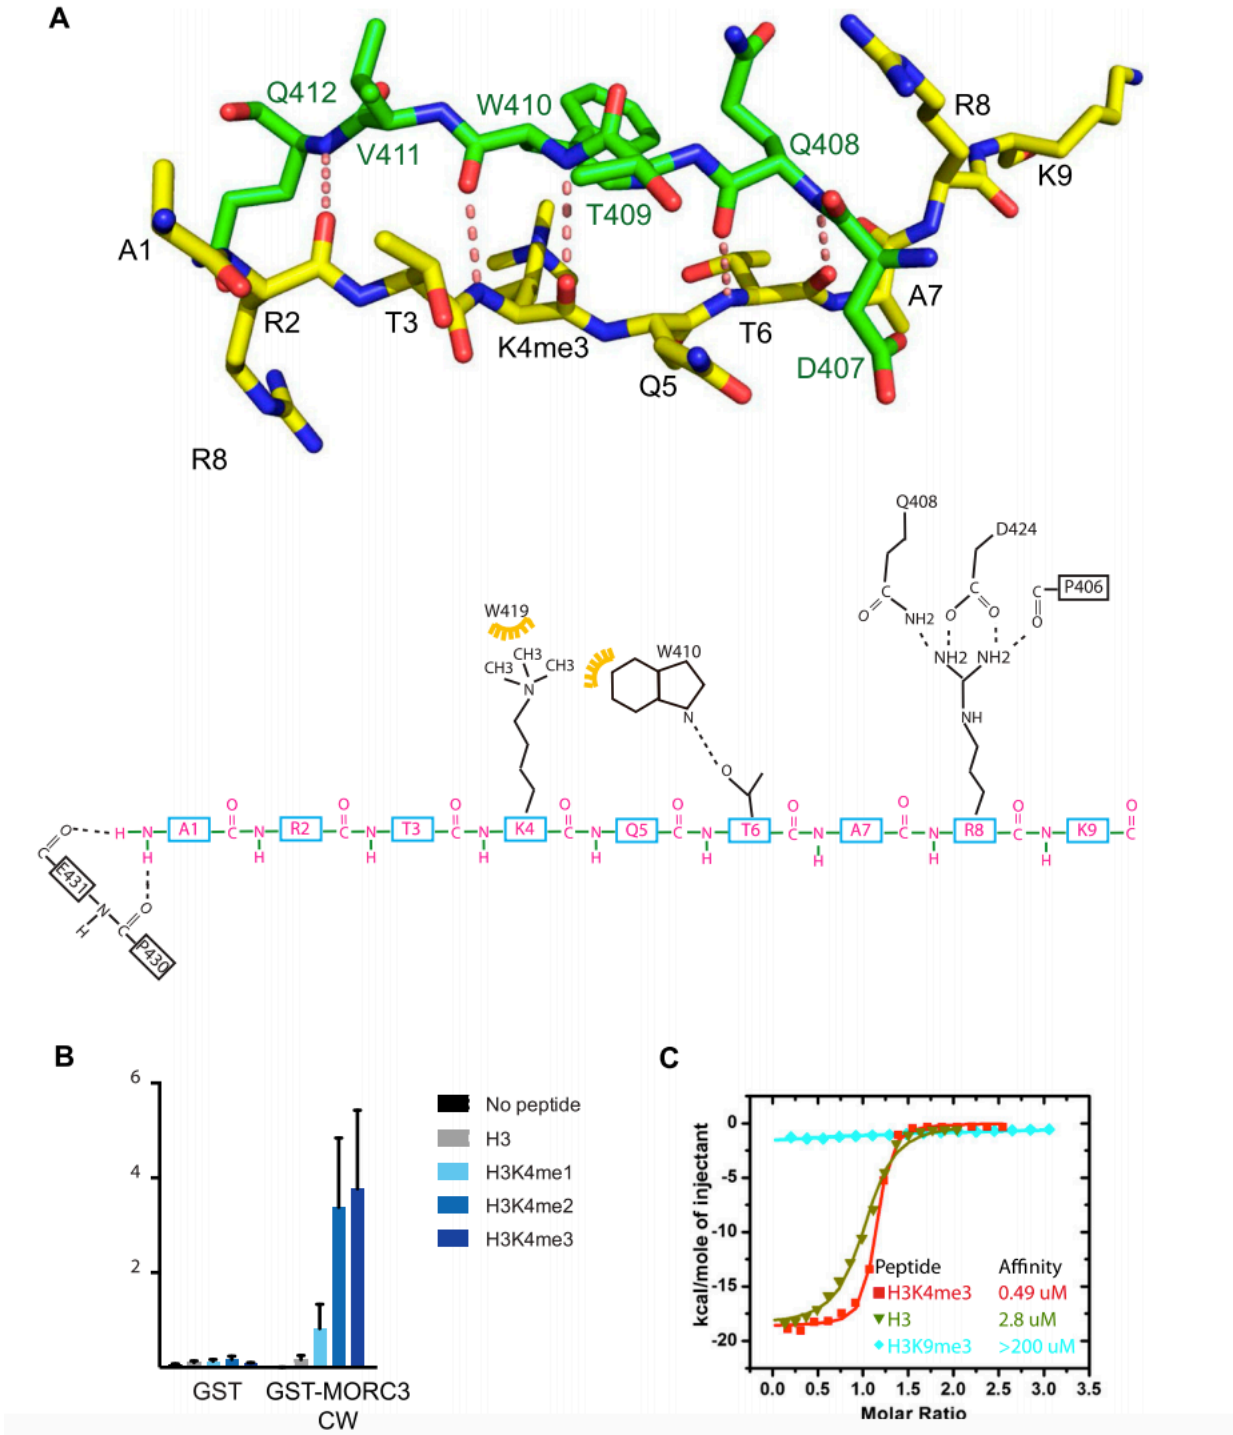 A
Q412
V411
W410
T409
Q408
R8
K9
A1
R2
T3
K4me3
Q5
T6
A7
D407
R8
Q408
D424
P406
C
O
NH2
C
O
O
C
O
NH2 NH2
NH
W419
CH3
CH3 CH3
N
W410
N
O
O O O O O O O O O
H N A1 C N R2 C N T3 C N K4 C N Q5 C N T6 C N A7 C N R8 C N K9 C
H H H H H H H H H
O
C
E431
N
H
O
C
P430
B
6
4
2
GST GST-MORC3
CW
No peptide
H3
H3K4me1
H3K4me2
H3K4me3
C
kcal/mole of injectant
0
-5
-10
-15
-20
Peptide Affinity
H3K4me3 0.49 uM
H3 2.8 uM
H3K9me3 >200 uM
0.0 0.5 1.0 1.5 2.0 2.5 3.0 3.5
Molar Ratio